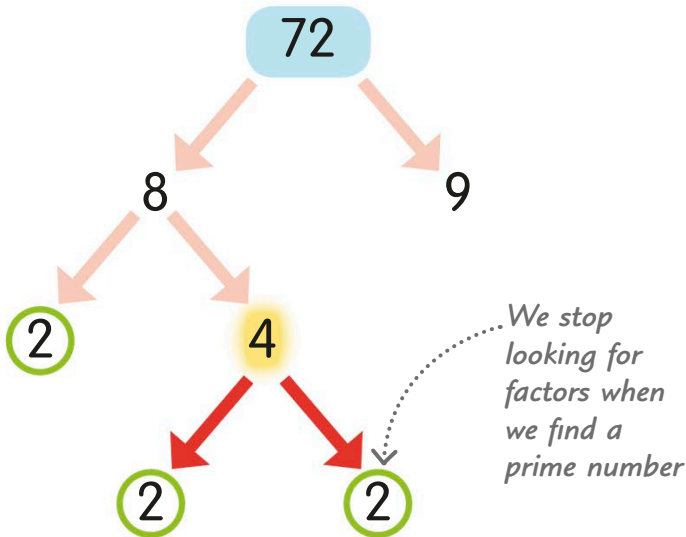 72
8 9
2 4
We stop
looking for
factors when
we find a
prime number
2 2